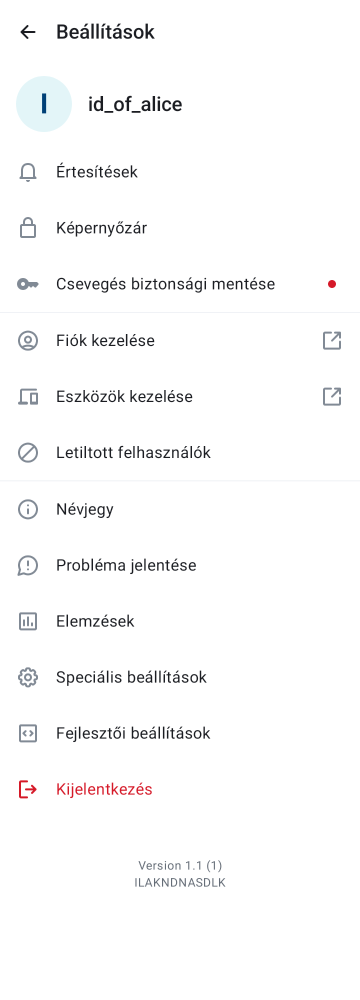 Beállítások
I
id_of_alice
Értesítések
Képernyőzár
Csevegés biztonsági mentése
Fiók kezelése
Eszközök kezelése
Letiltott felhasználók
Névjegy
Probléma jelentése
Elemzések
Speciális beállítások
Fejlesztői beállítások
Kijelentkezés
Version 1.1 (1)
ILAKNDNASDLK